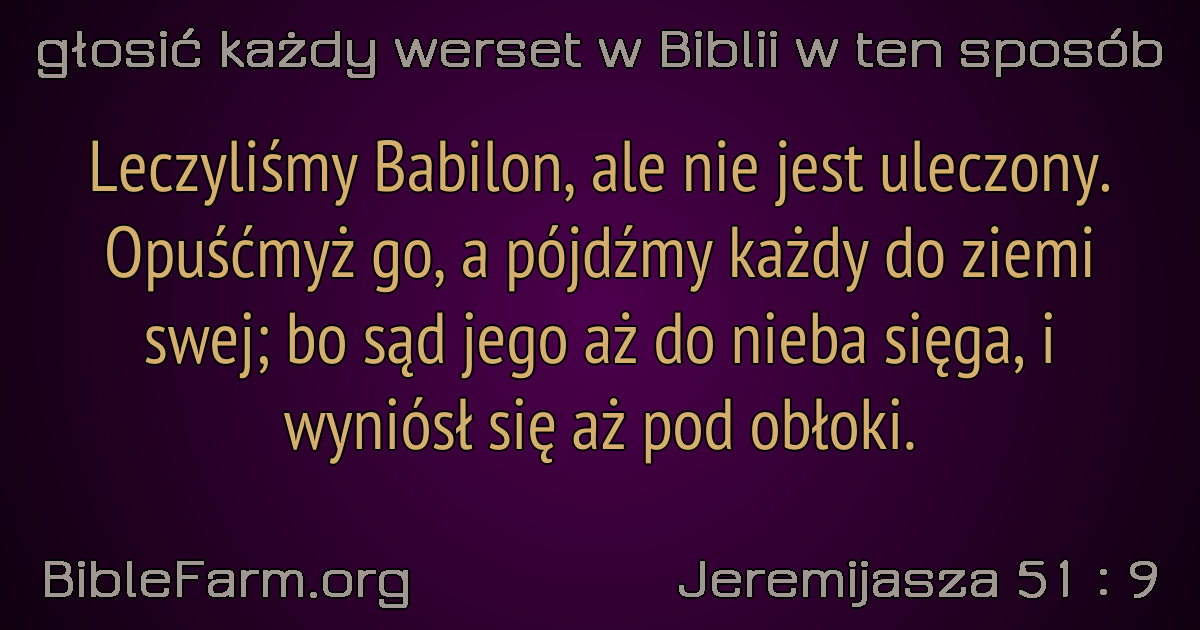 głosić każdy werset w Biblii w ten sposób
Leczyliśmy Babilon, ale nie jest uleczony.
Opuśćmyż go, a pójdźmy każdy do ziemi
swej; bo sąd jego aż do nieba sięga, i
wyniósł się aż pod obłoki.
BibleFarm.org
Jeremijasza 51 : 9